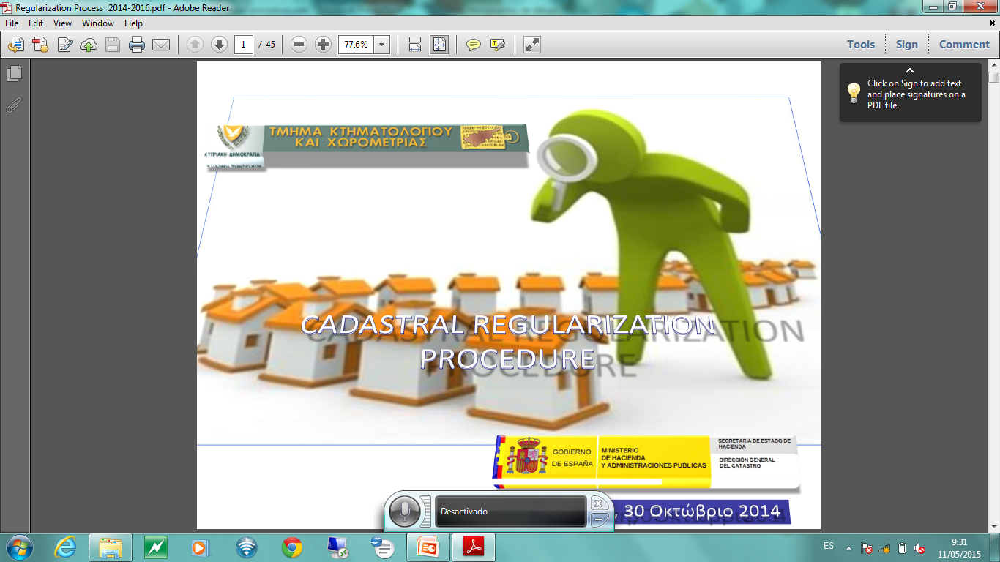 Regularization Process 2014-2016.pdf - Adobe Reader
File Edit View Window Help
1 / 45 77,6% Tools Sign Comment
Click on Sign to add text
and place signatures on a
PDF file.
ΤΜΗΜΑ ΚΤΗΜΑΤΟΛΟΓΙΟΥ
ΚΑΙ ΧΩΡΟΜΕΤΡΙΑΣ
ΚΥΠΡΙΑΚΗ ΔΗΜΟΚΡΑΤΙΑ
CADASTRAL REGULARIZATION
PROCEDURE
GOBIERNO
DE ESPAÑA
MINISTERIO
DE HACIENDA
Y ADMINISTRACIONES PUBLICAS
SECRETARIA DE ESTADO DE
HACIENDA
DIRECCIÓN GENERAL
DEL CATASTRO
Desactivado
, 30 Οκτώβριο 2014
ES
9:31
11/05/2015